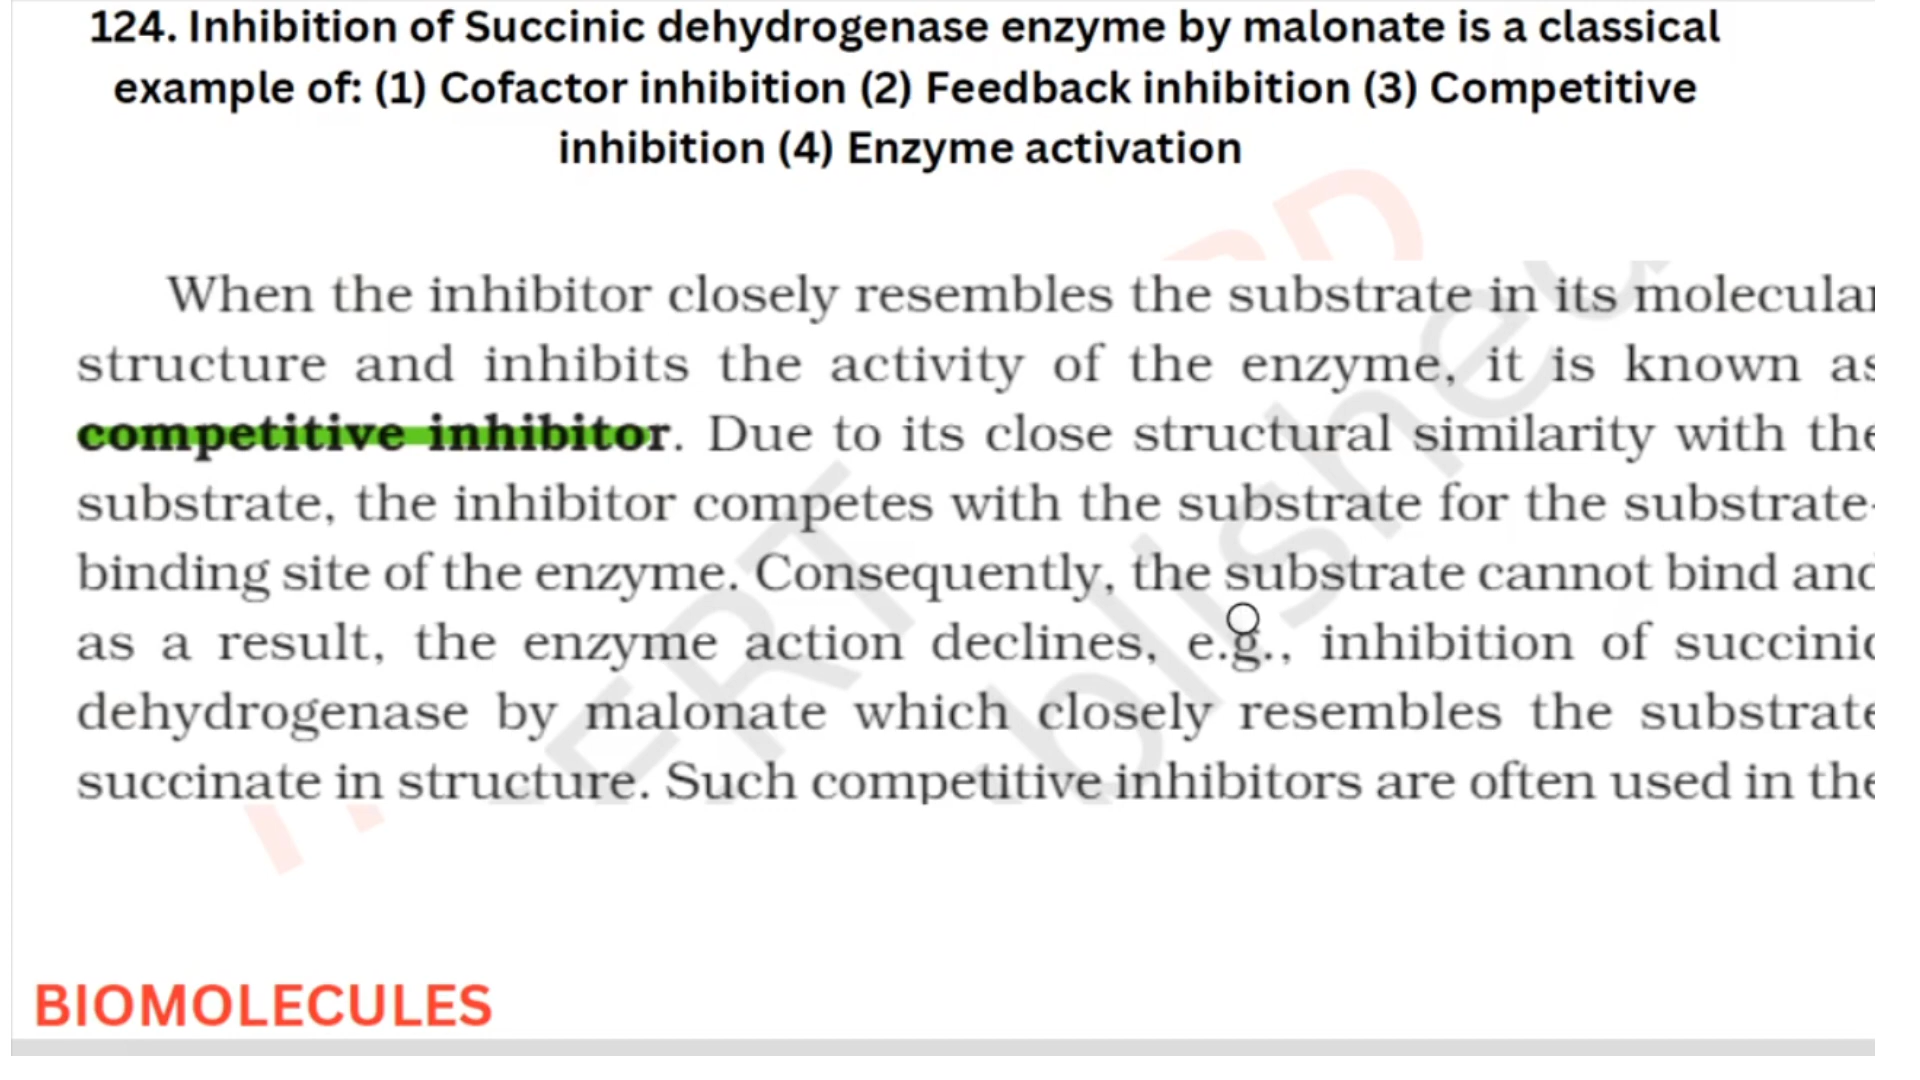 124. Inhibition of Succinic dehydrogenase enzyme by malonate is a classical
example of: (1) Cofactor inhibition (2) Feedback inhibition (3) Competitive
inhibition (4) Enzyme activation
When the inhibitor closely resembles the substrate in its molecular
structure and inhibits the activity of the enzyme, it is known as
competitive inhibitor. Due to its close structural similarity with the
substrate, the inhibitor competes with the substrate for the substrate-
binding site of the enzyme. Consequently, the substrate cannot bind and
as a result, the enzyme action declines, e.g., inhibition of succinic
dehydrogenase by malonate which closely resembles the substrate
succinate in structure. Such competitive inhibitors are often used in the
BIOMOLECULES